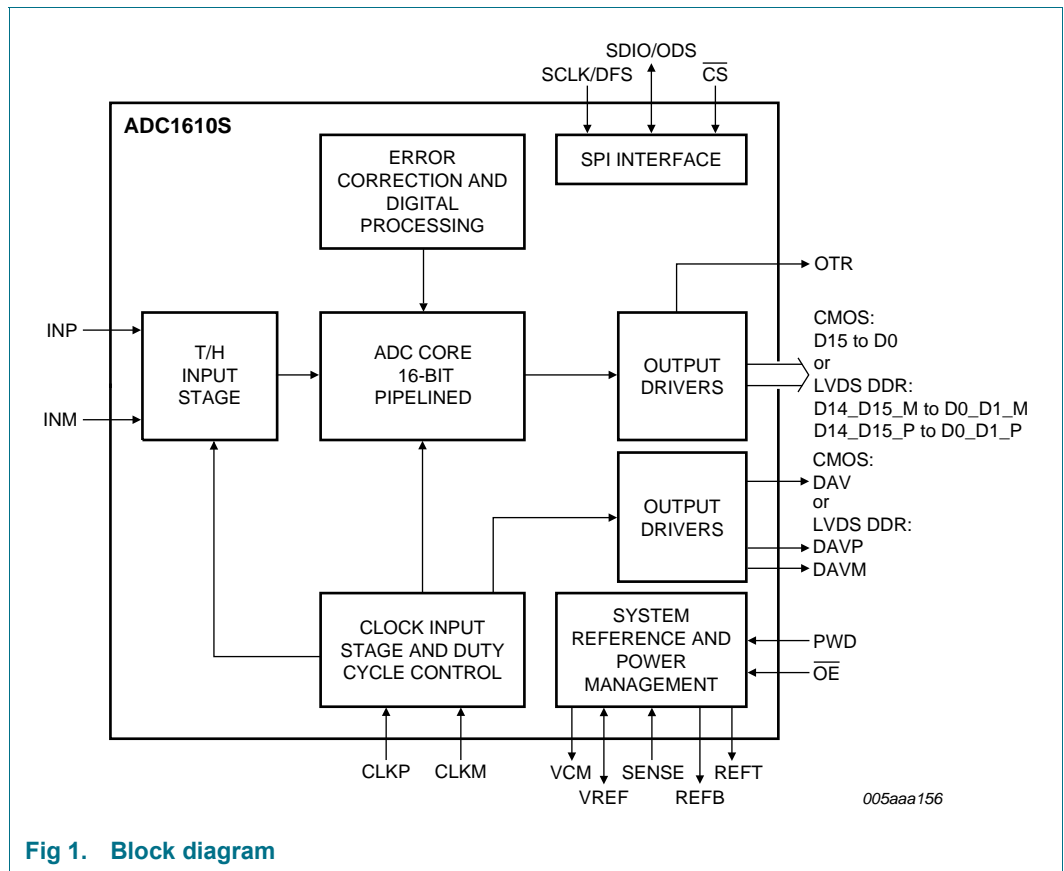 SDIO/ODS
SCLK/DFS
CS
ADC1610S
ERROR
CORRECTION AND
DIGITAL
PROCESSING
SPI INTERFACE
OTR
INP
INM
T/H
INPUT
STAGE
ADC CORE
16-BIT
PIPELINED
OUTPUT
DRIVERS
CMOS:
D15 to D0
or
LVDS DDR:
D14_D15_M to D0_D1_M
D14_D15_P to D0_D1_P
OUTPUT
DRIVERS
CMOS:
DAV
or
LVDS DDR:
DAVP
DAVM
CLOCK INPUT
STAGE AND DUTY
CYCLE CONTROL
SYSTEM
REFERENCE AND
POWER
MANAGEMENT
PWD
OE
CLKP
CLKM
VCM
SENSE
REFT
VREF
REFB
005aaa156
Fig 1. Block diagram